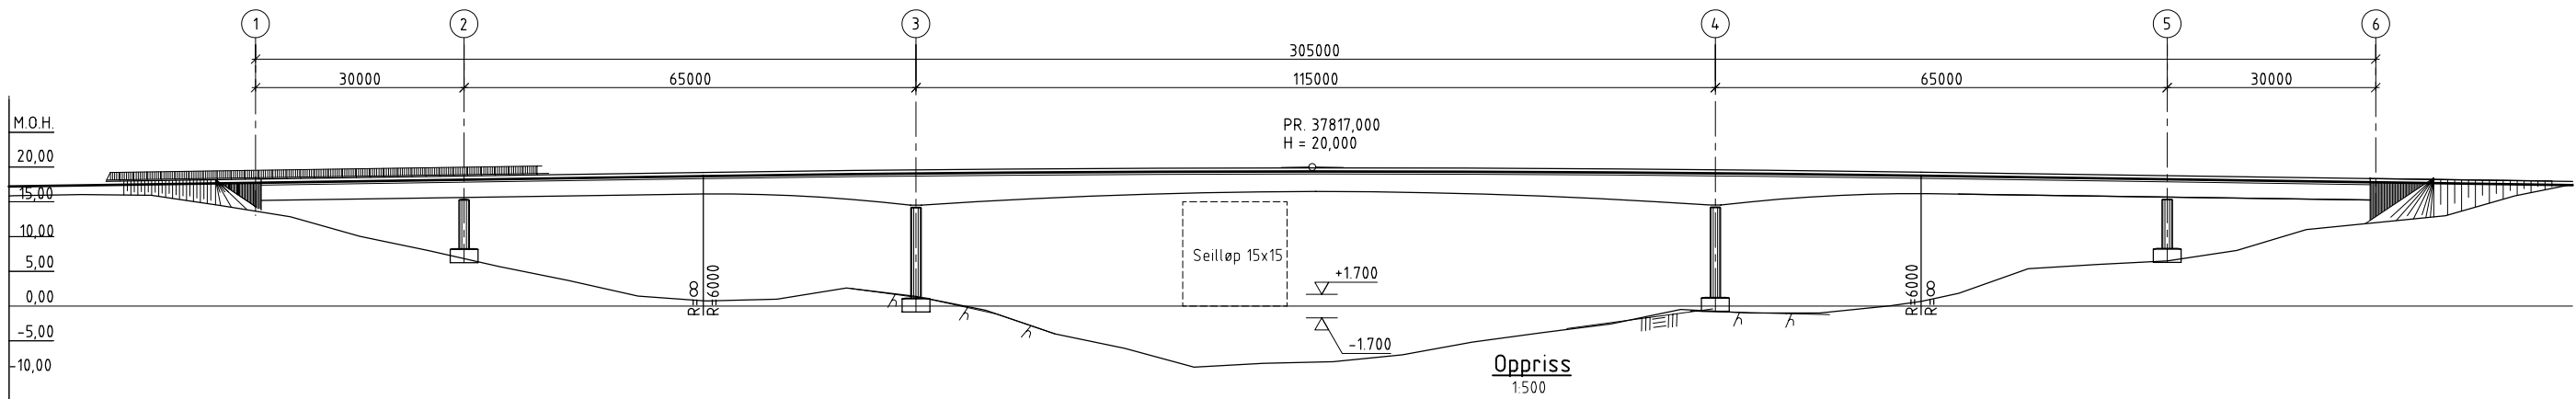 1 2 3 4 5 6
305000
30000 65000 115000 65000 30000
M.O.H.
PR. 37817,000
H = 20,000
20,00
15,00
10,00
5,00
0,00
-5,00
-10,00
Seilløp 15x15
+1.700
-1.700
R=∞
R=6000
R=6000
R=∞
Oppriss
1:500